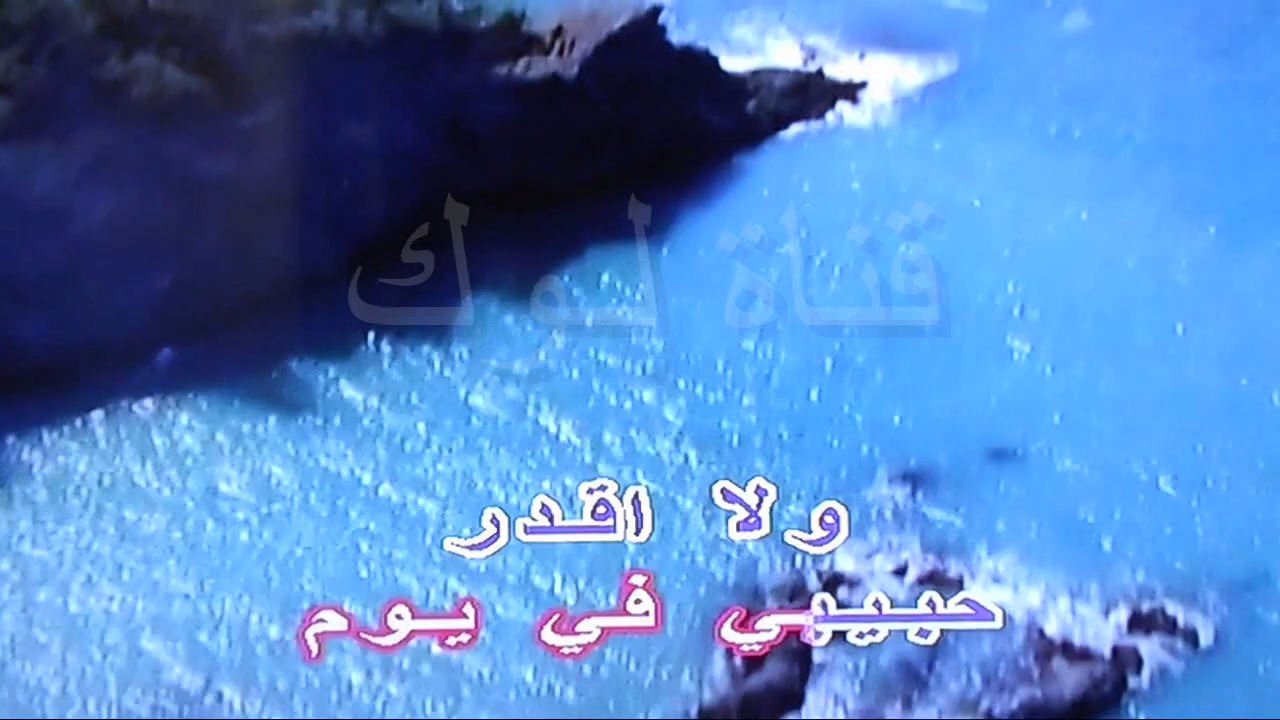 قناة لوك
ولا اقدر
حبيبي في يوم